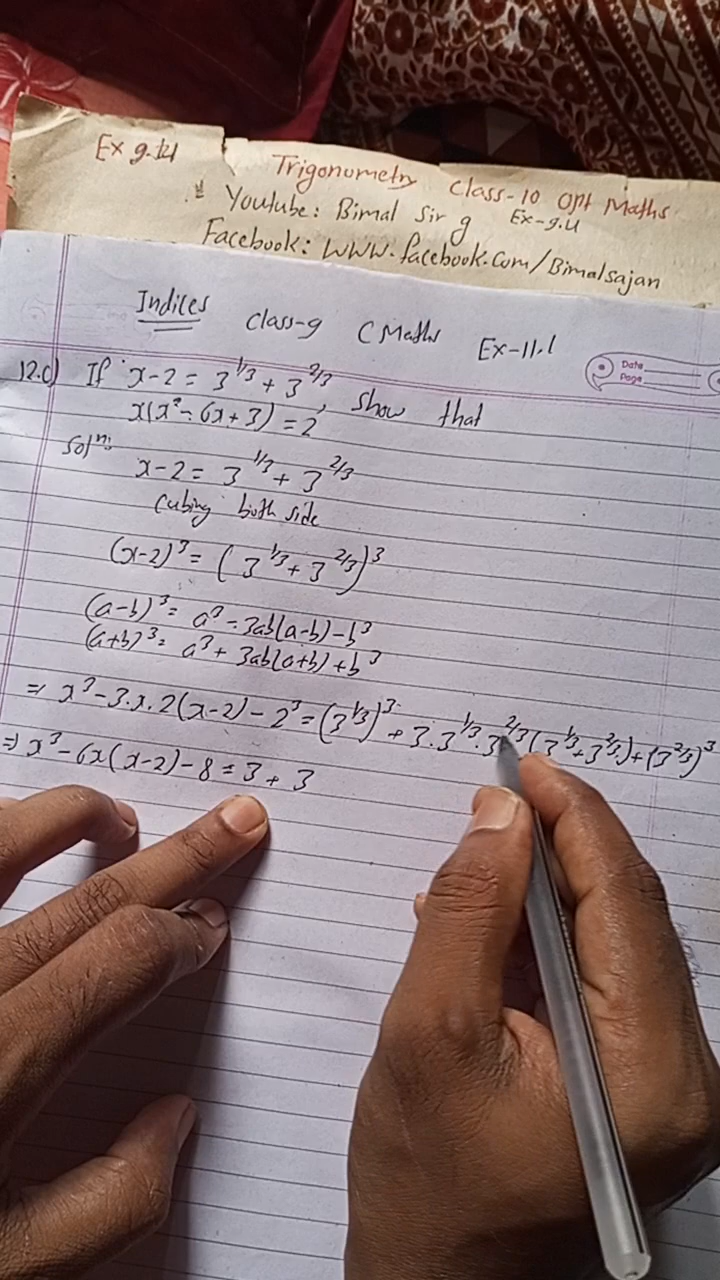 Ex 9.14
Trigonometry Class-10 Opt Maths
Youtube: Bimal Sir g Ex-9.4
Facebook: WWW.facebook.com/Bimalsajan
Indices Class-9 C Maths Ex-11.1
Date
Page
12.c) If x-2 = 3^1/3 + 3^2/3, show that
x(x²-6x+3) = 2
Solⁿ:
x-2 = 3^1/3 + 3^2/3
Cubing both side
(x-2)³ = (3^1/3 + 3^2/3)³
(a-b)³ = a³ - 3ab(a-b) - b³
(a+b)³ = a³ + 3ab(a+b) + b³
⇒ x³-3.x.2(x-2)-2³ = (3^1/3)³ + 3.3^1/3.3^2/3(3^1/3+3^2/3)+(3^2/3)³
⇒ x³-6x(x-2)-8 = 3 + 3